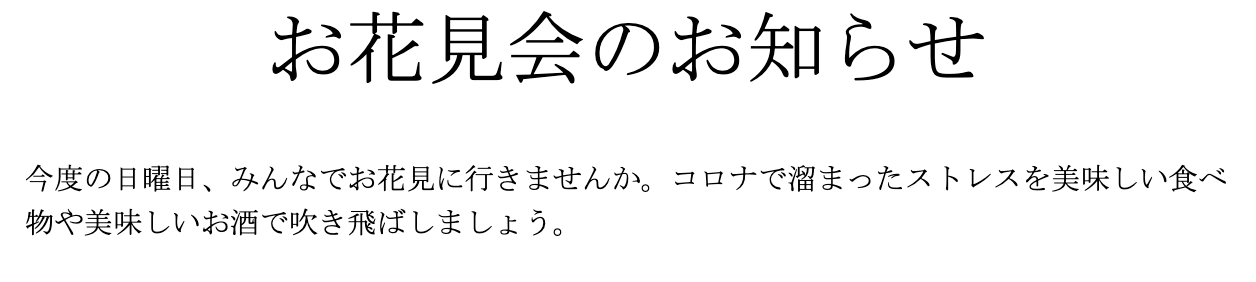 お花見会のお知らせ
今度の日曜日、みんなでお花見に行きませんか。コロナで溜まったストレスを美味しい食べ
物や美味しいお酒で吹き飛ばしましょう。